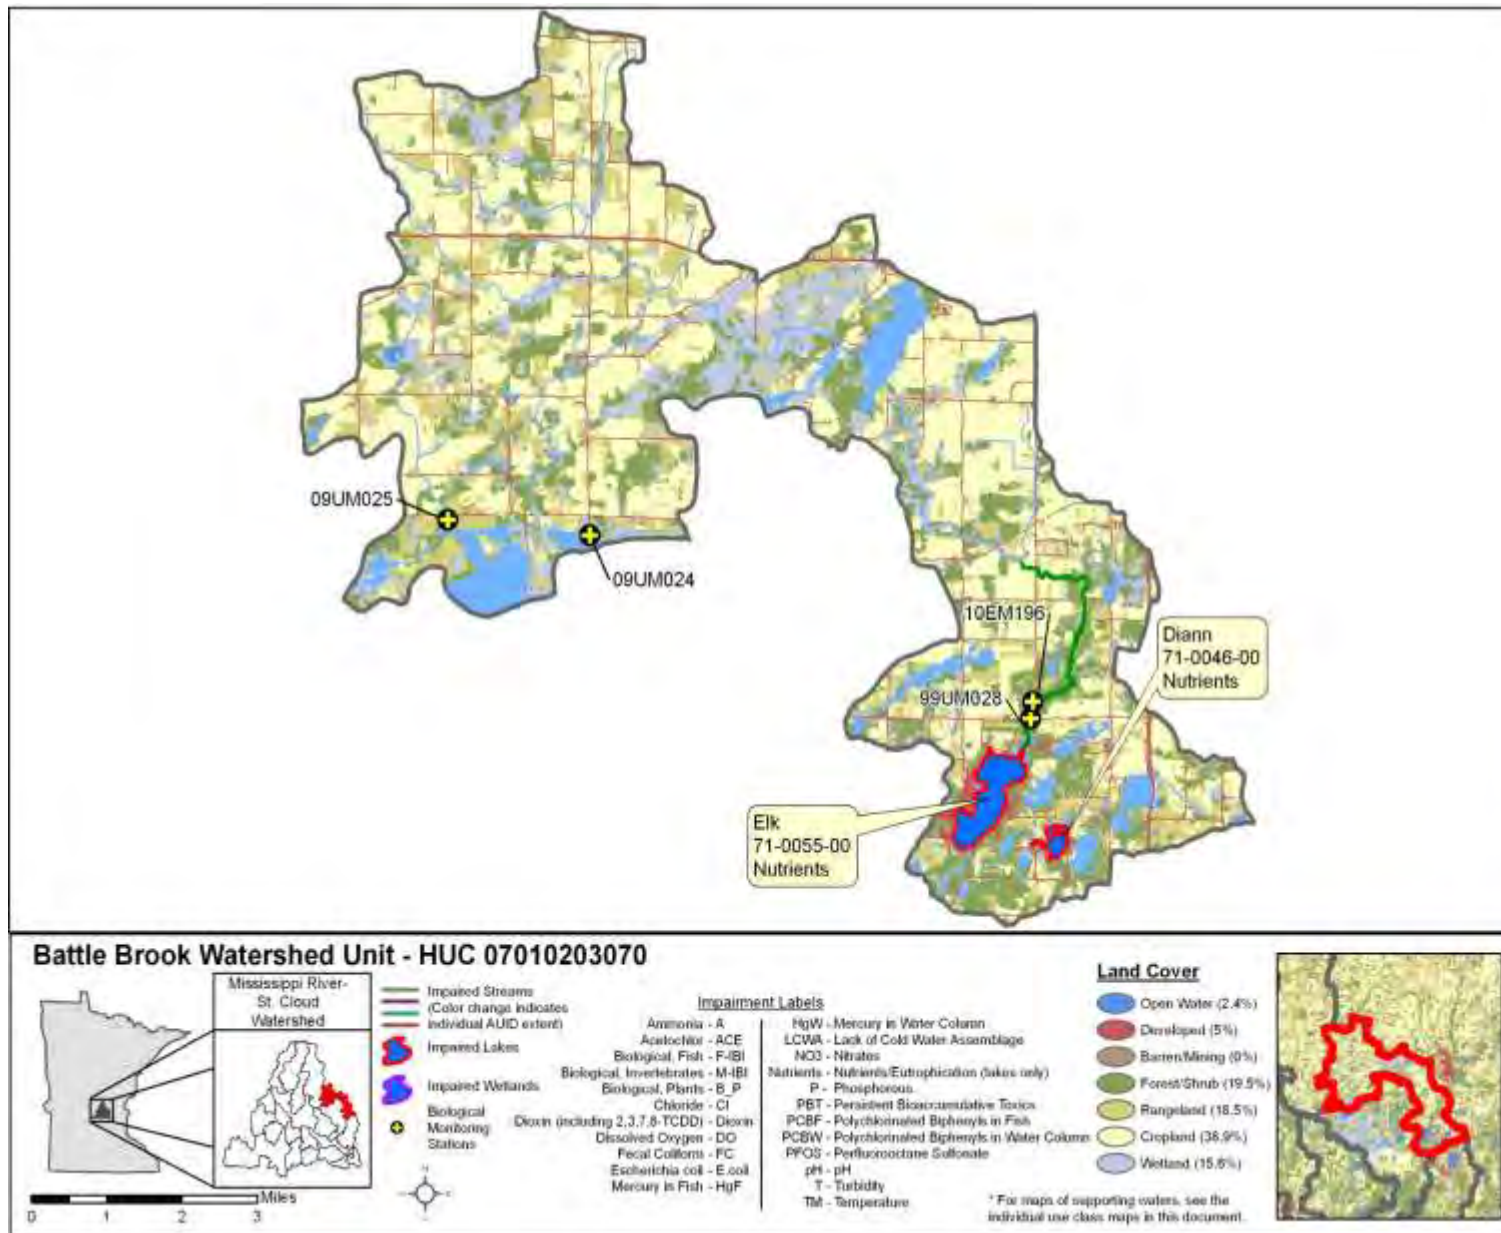 09UM025
09UM024
10EM196
Diann
71-0046-00
Nutrients
99UM028
Elk
71-0055-00
Nutrients
Battle Brook Watershed Unit - HUC 07010203070
Mississippi River-
St. Cloud
Watershed
Impaired Streams
(Color change indicates
individual AUID extent)
Impaired Lakes
Impaired Wetlands
Biological
Monitoring
Stations
Miles
0 1 2 3
Impairment Labels
Ammonia - A
Acetochlor - ACE
Biological, Fish - F-IBI
Biological, Invertebrates - M-IBI
Biological, Plants - B_P
Chloride - Cl
Dioxin (including 2,3,7,8-TCDD) - Dioxin
Dissolved Oxygen - DO
Fecal Coliform - FC
Escherichia coli - E.coli
Mercury in Fish - HgF
HgW - Mercury in Water Column
LCWA - Lack of Cold Water Assemblage
NO3 - Nitrates
Nutrients - Nutrients/Eutrophication (lakes only)
P - Phosphorous
PBT - Persistent Bioaccumulative Toxics
PCBF - Polychlorinated Biphenyls in Fish
PCBW - Polychlorinated Biphenyls in Water Column
PFOS - Perfluorooctane Sulfonate
pH - pH
T - Turbidity
TM - Temperature
Land Cover
Open Water (2.4%)
Developed (5%)
Barren/Mining (0%)
Forest/Shrub (19.5%)
Rangeland (18.5%)
Cropland (38.9%)
Wetland (15.6%)
* For maps of supporting waters, see the
individual use class maps in this document.